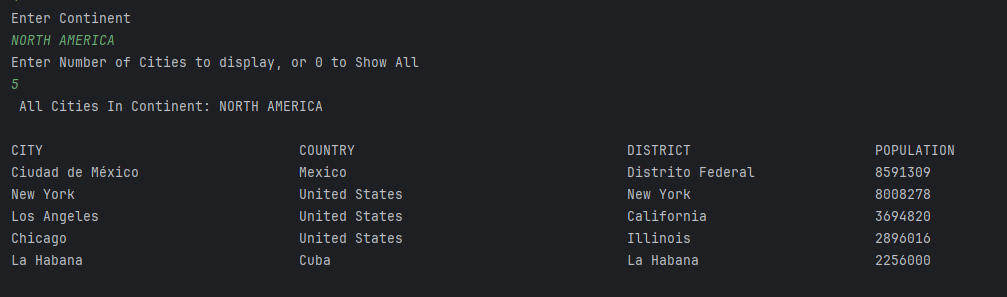 Enter Continent
NORTH AMERICA
Enter Number of Cities to display, or 0 to Show All
5
All Cities In Continent: NORTH AMERICA
CITY COUNTRY DISTRICT POPULATION
Ciudad de México Mexico Distrito Federal 8591309
New York United States New York 8008278
Los Angeles United States California 3694820
Chicago United States Illinois 2896016
La Habana Cuba La Habana 2256000